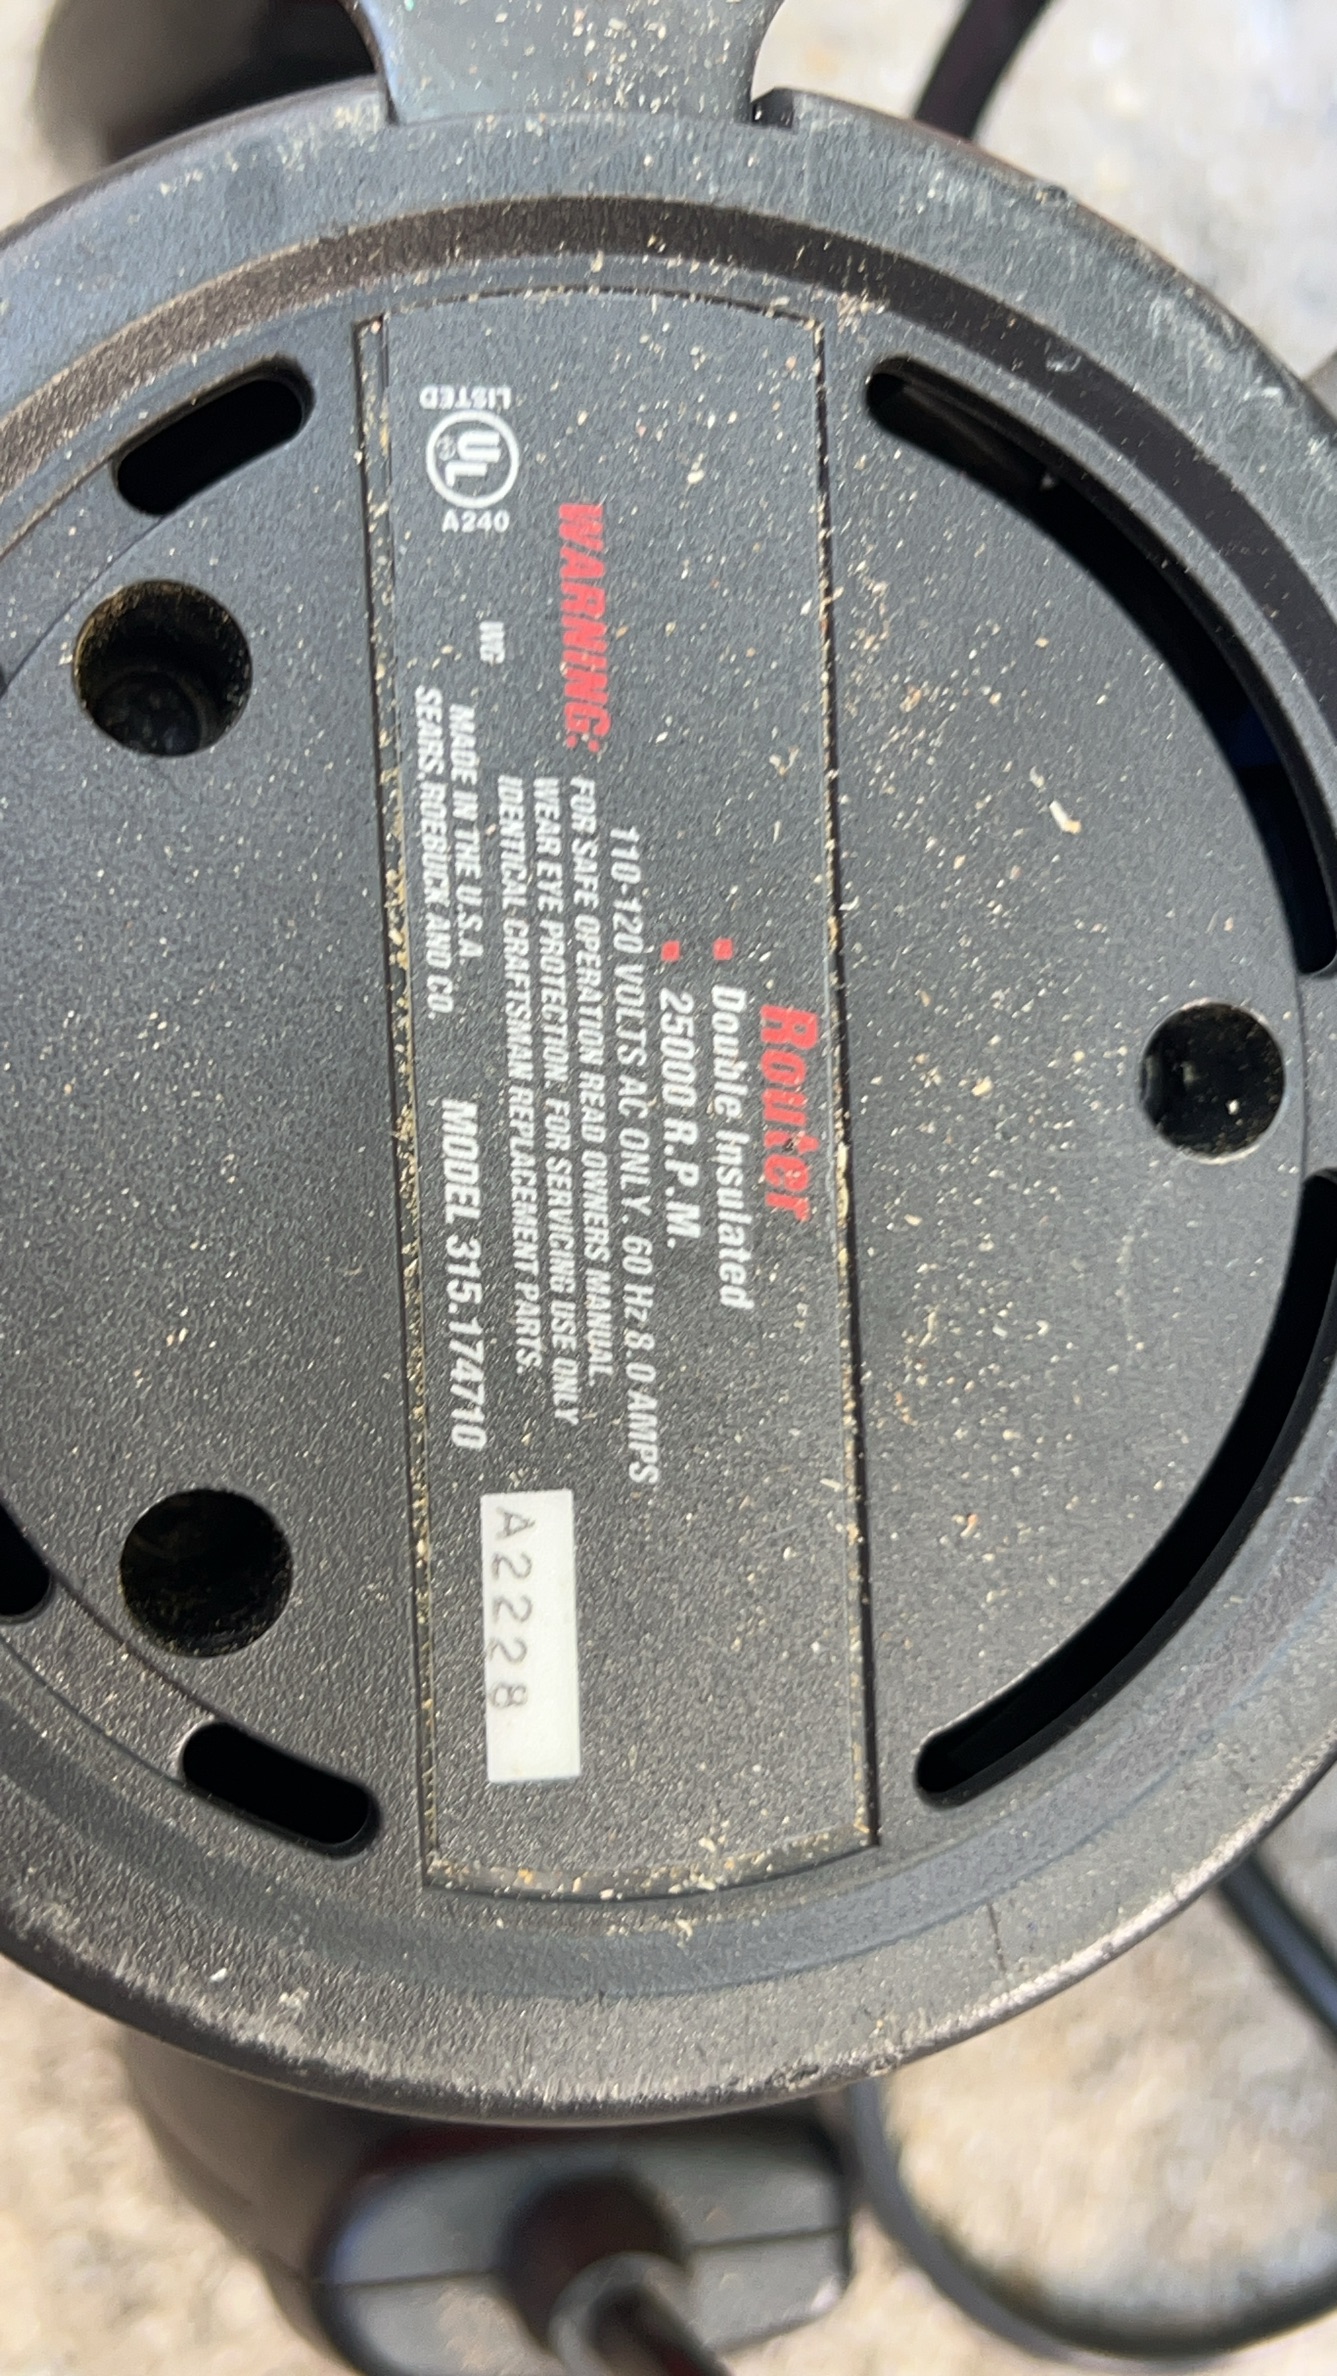 Router
Double Insulated
25000 R.P.M.
110-120 VOLTS AC ONLY. 60 Hz 8.0 AMPS
WARNING: FOR SAFE OPERATION READ OWNERS MANUAL
WEAR EYE PROTECTION. FOR SERVICING USE ONLY
IDENTICAL CRAFTSMAN REPLACEMENT PARTS.
MADE IN THE U.S.A.
SEARS, ROEBUCK AND CO.
MODEL 315.174710
LISTED
UL
A240
A2228